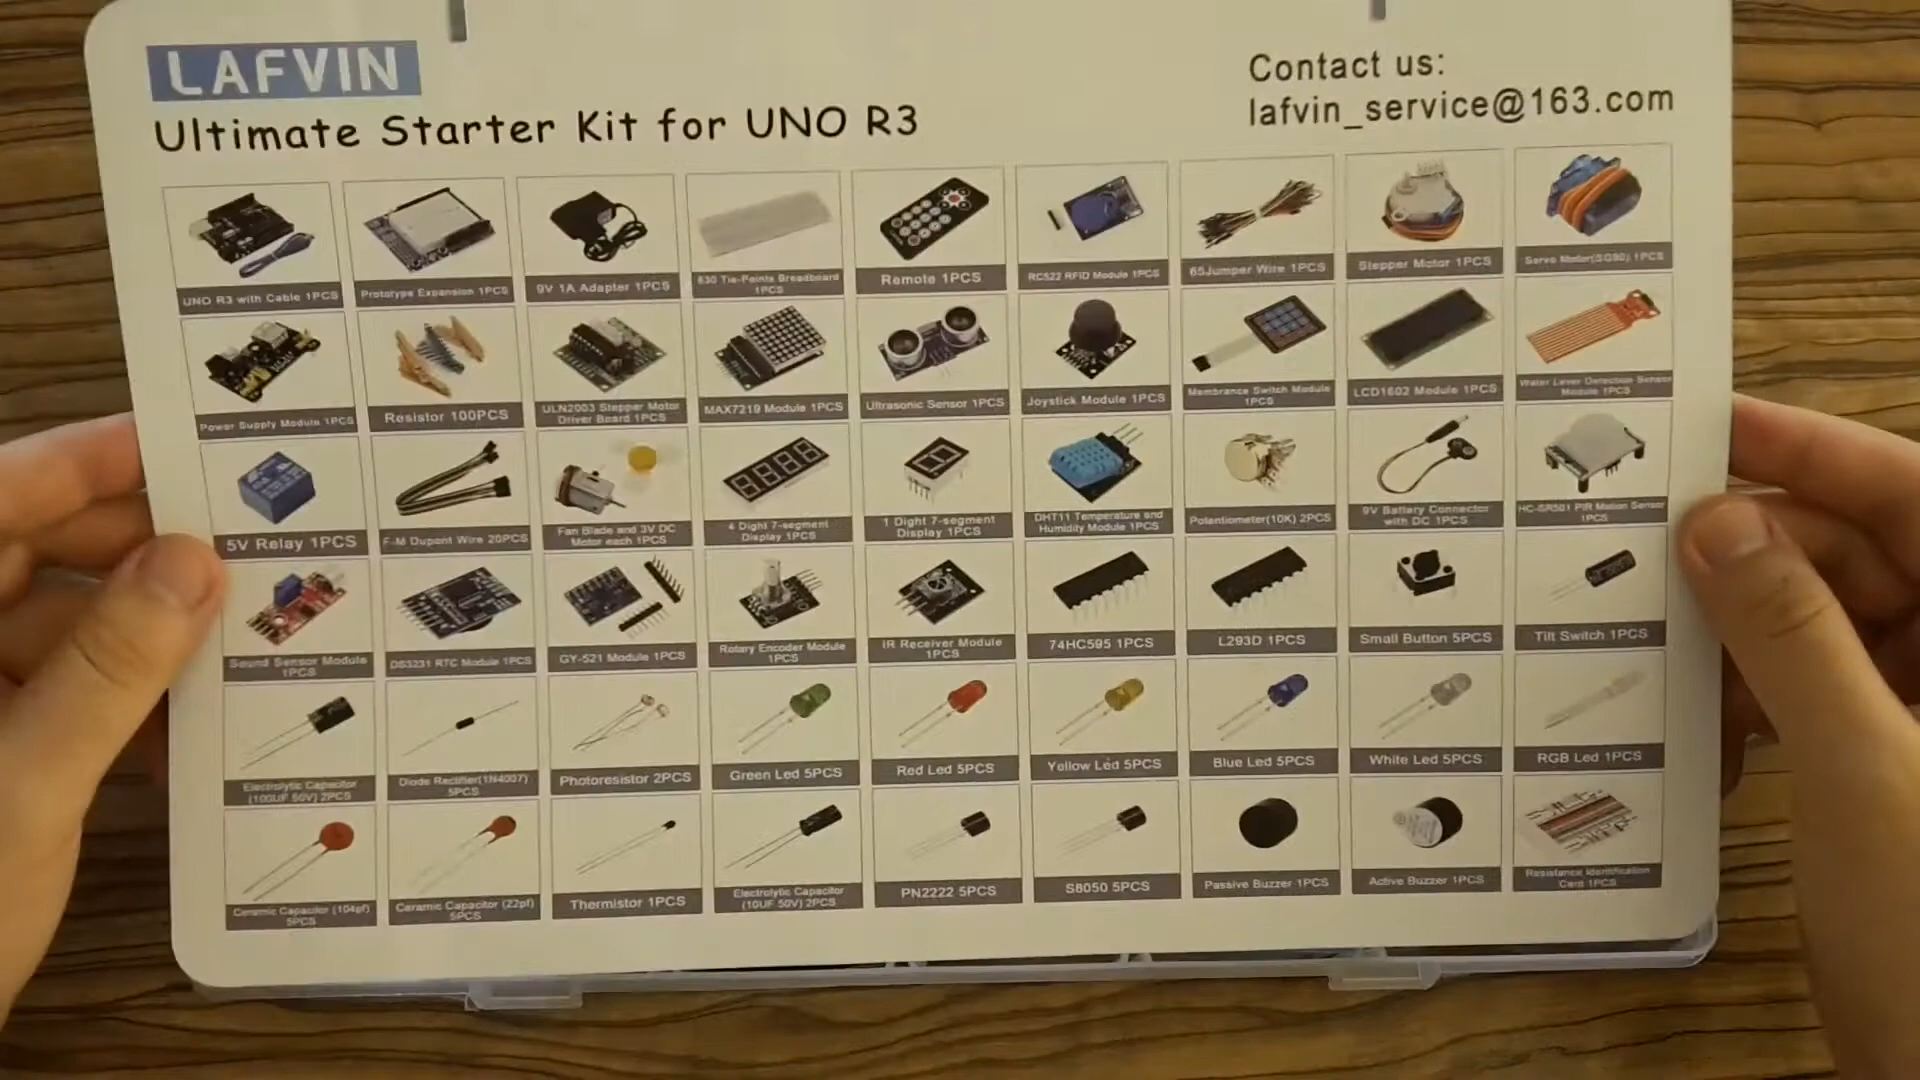 LAFVIN
Ultimate Starter Kit for UNO R3
Contact us:
lafvin_service@163.com
UNO R3 with Cable 1PCS
Prototype Expansion 1PCS
9V 1A Adapter 1PCS
830 Tie-Points Breadboard
1PCS
Remote 1PCS
RC522 RFID Module 1PCS
65Jumper Wire 1PCS
Stepper Motor 1PCS
Servo Motor(SG90) 1PCS
Power Supply Module 1PCS
Resistor 100PCS
ULN2003 Stepper Motor
Driver Board 1PCS
MAX7219 Module 1PCS
Ultrasonic Sensor 1PCS
Joystick Module 1PCS
Membrance Switch Module
1PCS
LCD1602 Module 1PCS
Water Lever Detection Sensor
Module 1PCS
5V Relay 1PCS
F-M Dupont Wire 20PCS
Fan Blade and 3V DC
Motor each 1PCS
4 Dight 7-segment
Display 1PCS
1 Dight 7-segment
Display 1PCS
DHT11 Temperature and
Humidity Module 1PCS
Potentiometer(10K) 2PCS
9V Battery Connector
with DC 1PCS
HC-SR501 PIR Motion Sensor
1PCS
Sound Sensor Module
1PCS
DS3231 RTC Module 1PCS
GY-521 Module 1PCS
Rotary Encoder Module
1PCS
IR Receiver Module
1PCS
74HC595 1PCS
L293D 1PCS
Small Button 5PCS
Tilt Switch 1PCS
Electrolytic Capacitor
(100UF 50V) 2PCS
Diode Rectifier(1N4007)
5PCS
Photoresistor 2PCS
Green Led 5PCS
Red Led 5PCS
Yellow Led 5PCS
Blue Led 5PCS
White Led 5PCS
RGB Led 1PCS
Ceramic Capacitor (104pf)
5PCS
Ceramic Capacitor (22pf)
5PCS
Thermistor 1PCS
Electrolytic Capacitor
(10UF 50V) 2PCS
PN2222 5PCS
S8050 5PCS
Passive Buzzer 1PCS
Active Buzzer 1PCS
Resistance Identification
Card 1PCS